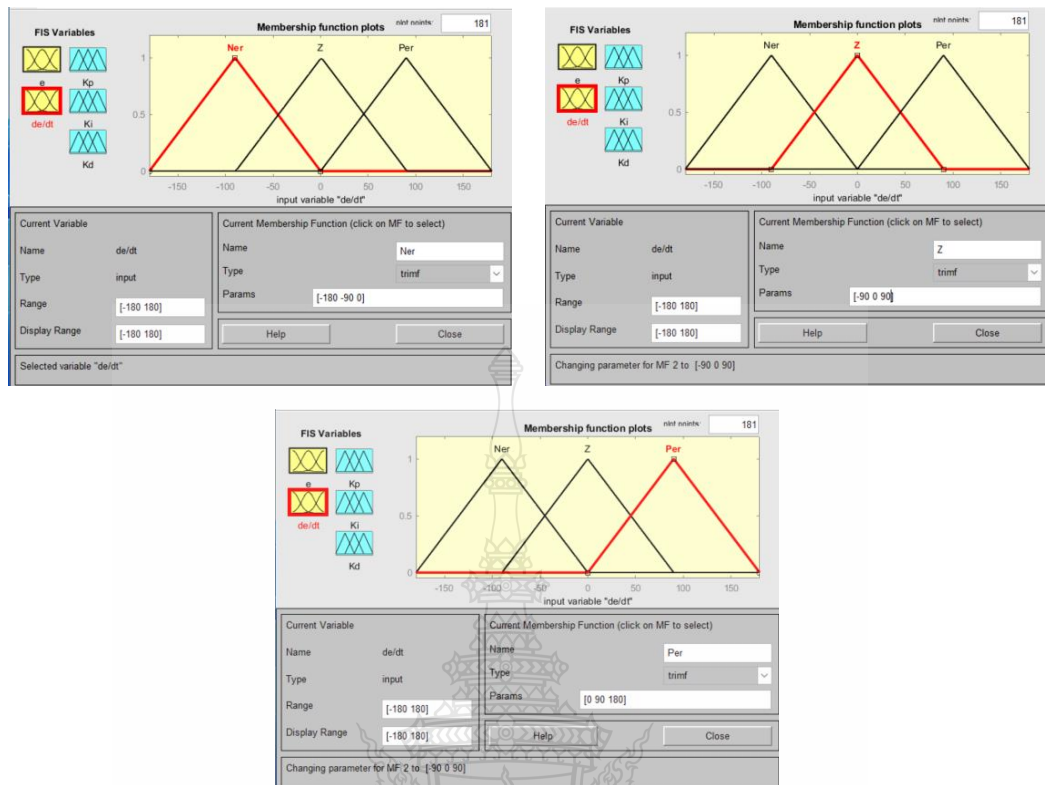 FIS Variables
Membership function plots
plot points:
181
Ner
Z
Per
e
Kp
1
de/dt
Ki
0.5
Kd
0
-150
-100
-50
0
50
100
150
input variable "de/dt"
Current Variable
Name
de/dt
Type
input
Range
[-180 180]
Display Range
[-180 180]
Current Membership Function (click on MF to select)
Name
Ner
Type
trimf
Params
[-180 -90 0]
Help
Close
Selected variable "de/dt"
FIS Variables
Membership function plots
plot points:
181
Ner
Z
Per
e
Kp
1
de/dt
Ki
0.5
Kd
0
-150
-100
-50
0
50
100
150
input variable "de/dt"
Current Variable
Name
de/dt
Type
input
Range
[-180 180]
Display Range
[-180 180]
Current Membership Function (click on MF to select)
Name
Z
Type
trimf
Params
[-90 0 90]
Help
Close
Changing parameter for MF 2 to [-90 0 90]
FIS Variables
Membership function plots
plot points:
181
Ner
Z
Per
e
Kp
1
de/dt
Ki
0.5
Kd
0
-150
-100
-50
0
50
100
150
input variable "de/dt"
Current Variable
Name
de/dt
Type
input
Range
[-180 180]
Display Range
[-180 180]
Current Membership Function (click on MF to select)
Name
Per
Type
trimf
Params
[0 90 180]
Help
Close
Changing parameter for MF 2 to [-90 0 90]